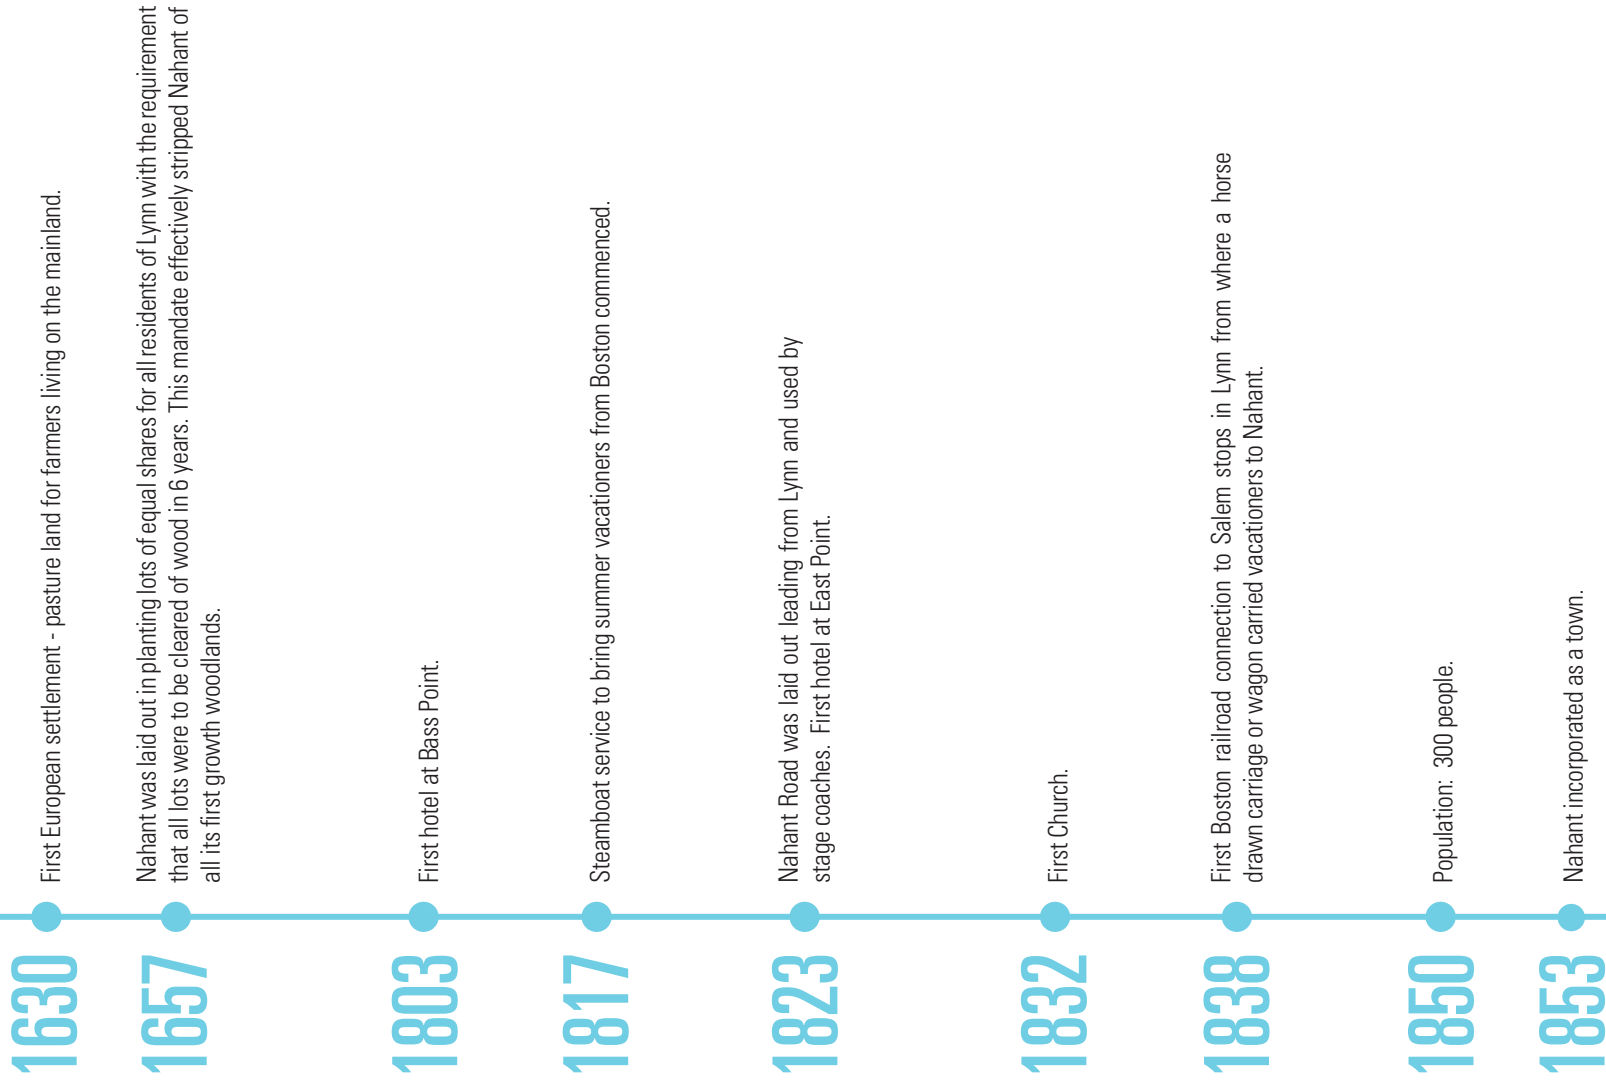 1630
First European settlement - pasture land for farmers living on the mainland.
1657
Nahant was laid out in planting lots of equal shares for all residents of Lynn with the requirement
that all lots were to be cleared of wood in 6 years. This mandate effectively stripped Nahant of
all its first growth woodlands.
1803
First hotel at Bass Point.
1817
Steamboat service to bring summer vacationers from Boston commenced.
1823
Nahant Road was laid out leading from Lynn and used by
stage coaches. First hotel at East Point.
1832
First Church.
1838
First Boston railroad connection to Salem stops in Lynn from where a horse
drawn carriage or wagon carried vacationers to Nahant.
1850
Population: 300 people.
1853
Nahant incorporated as a town.